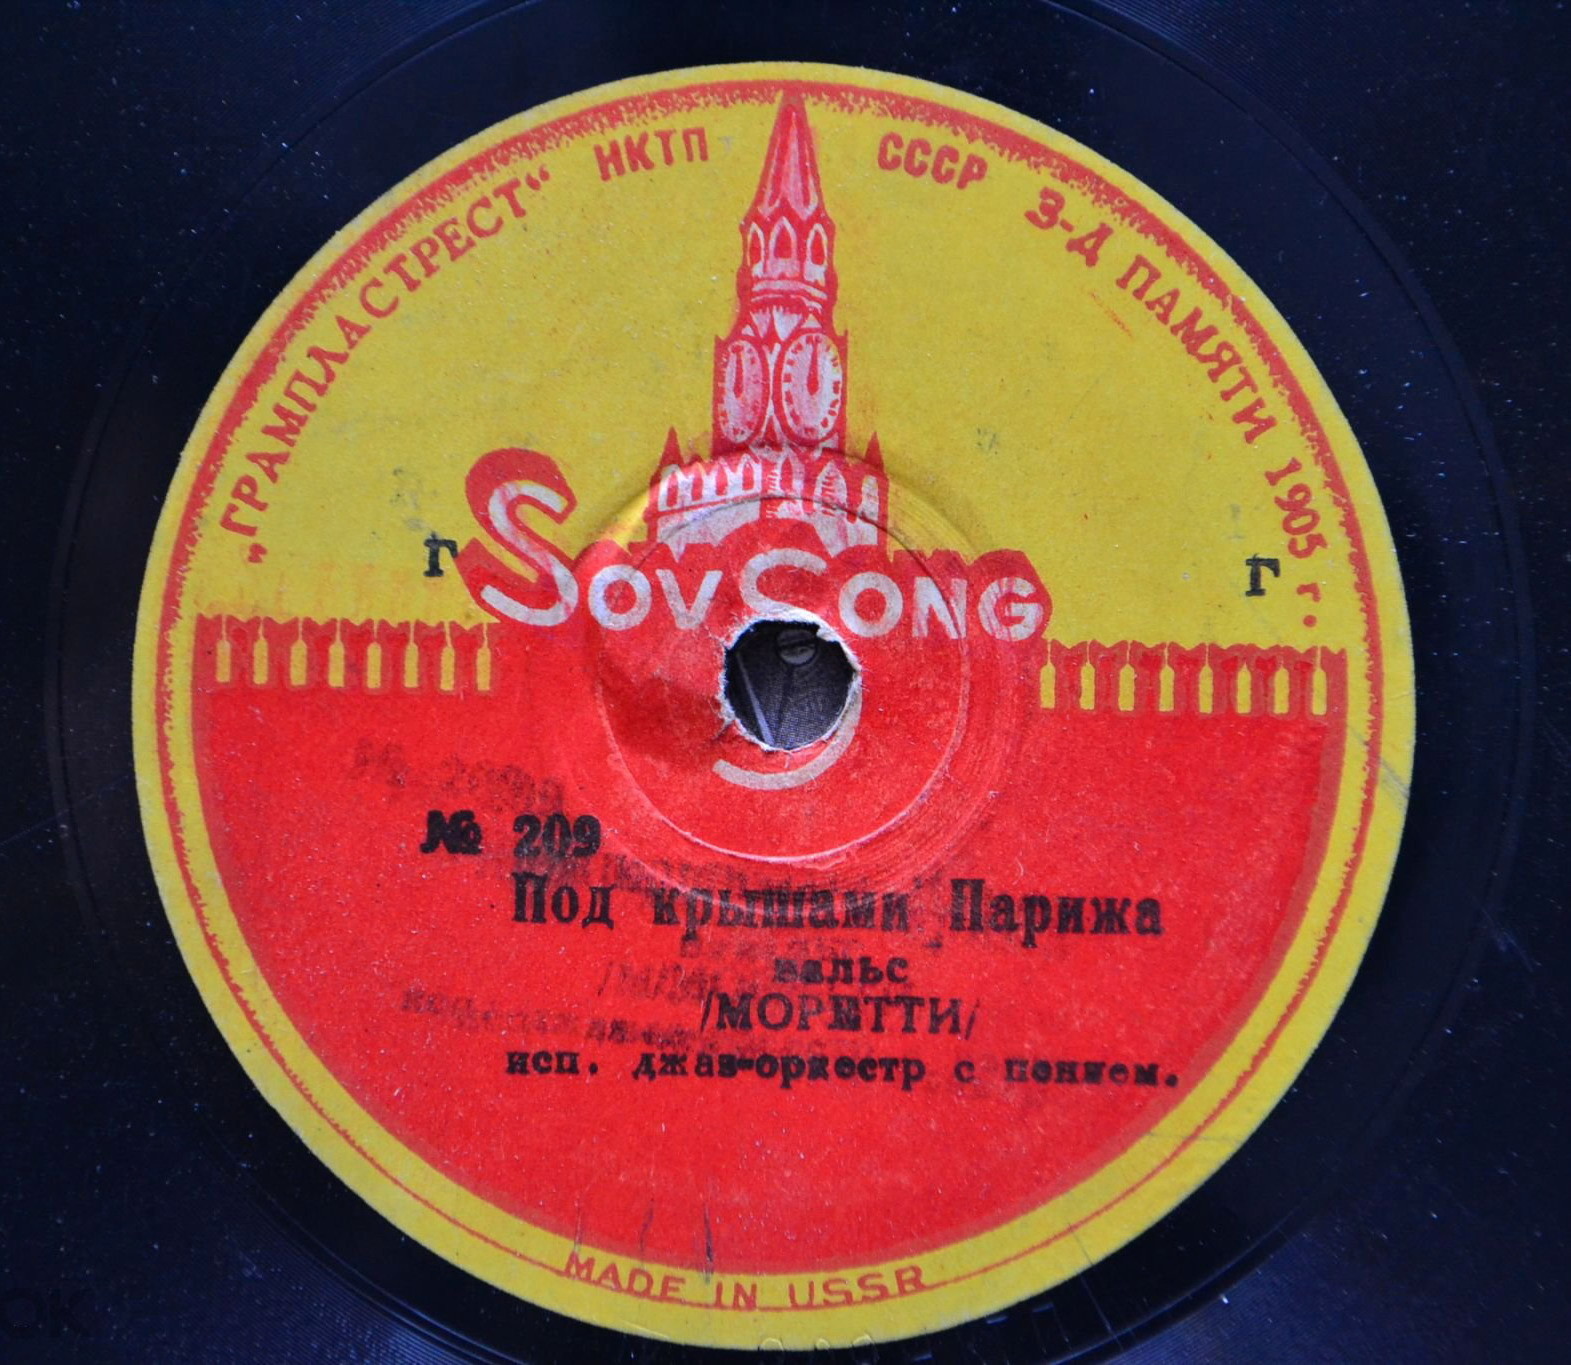 „ГРАМПЛАСТРЕСТ“ НКТП СССР З-Д ПАМЯТИ 1905 г.
Г Г
SovSong
№ 209
Под крышами Парижа
вальс
/МОРЕТТИ/
исп. джаз-оркестр с пением.
MADE IN USSR